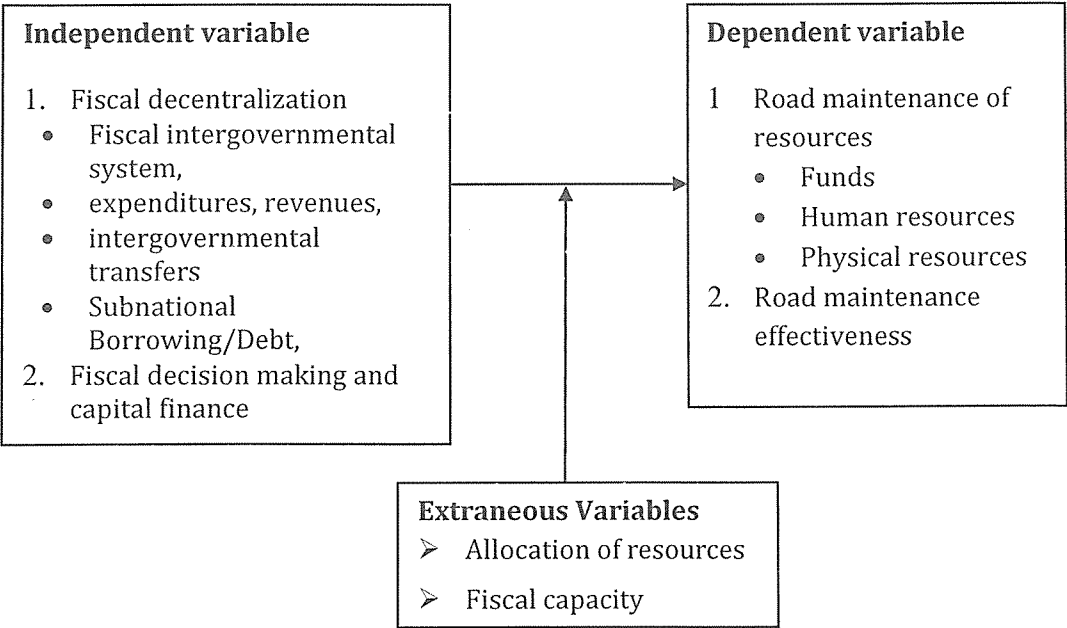 Independent variable
1. Fiscal decentralization
• Fiscal intergovernmental
system,
• expenditures, revenues,
• intergovernmental
transfers
• Subnational
Borrowing/Debt,
2. Fiscal decision making and
capital finance
Dependent variable
1 Road maintenance of
resources
• Funds
• Human resources
• Physical resources
2. Road maintenance
effectiveness
Extraneous Variables
➢ Allocation of resources
➢ Fiscal capacity